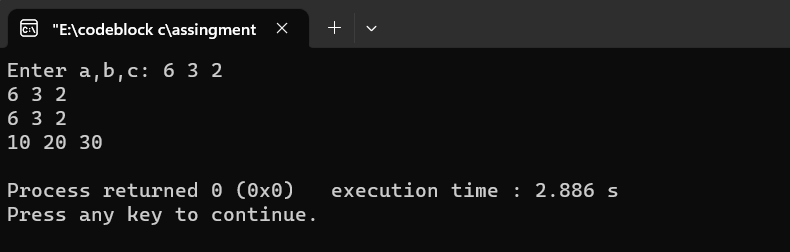 "E:\codeblock c\assingment
Enter a,b,c: 6 3 2
6 3 2
6 3 2
10 20 30
Process returned 0 (0x0)   execution time : 2.886 s
Press any key to continue.